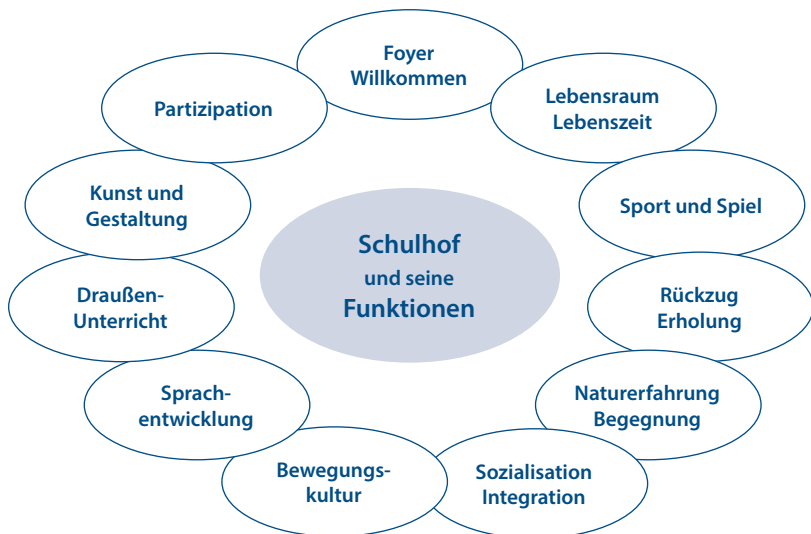 Foyer
Willkommen
Lebensraum
Lebenszeit
Sport und Spiel
Rückzug
Erholung
Naturerfahrung
Begegnung
Sozialisation
Integration
Bewegungs-
kultur
Sprach-
entwicklung
Draußen-
Unterricht
Kunst und
Gestaltung
Partizipation
Schulhof
und seine
Funktionen